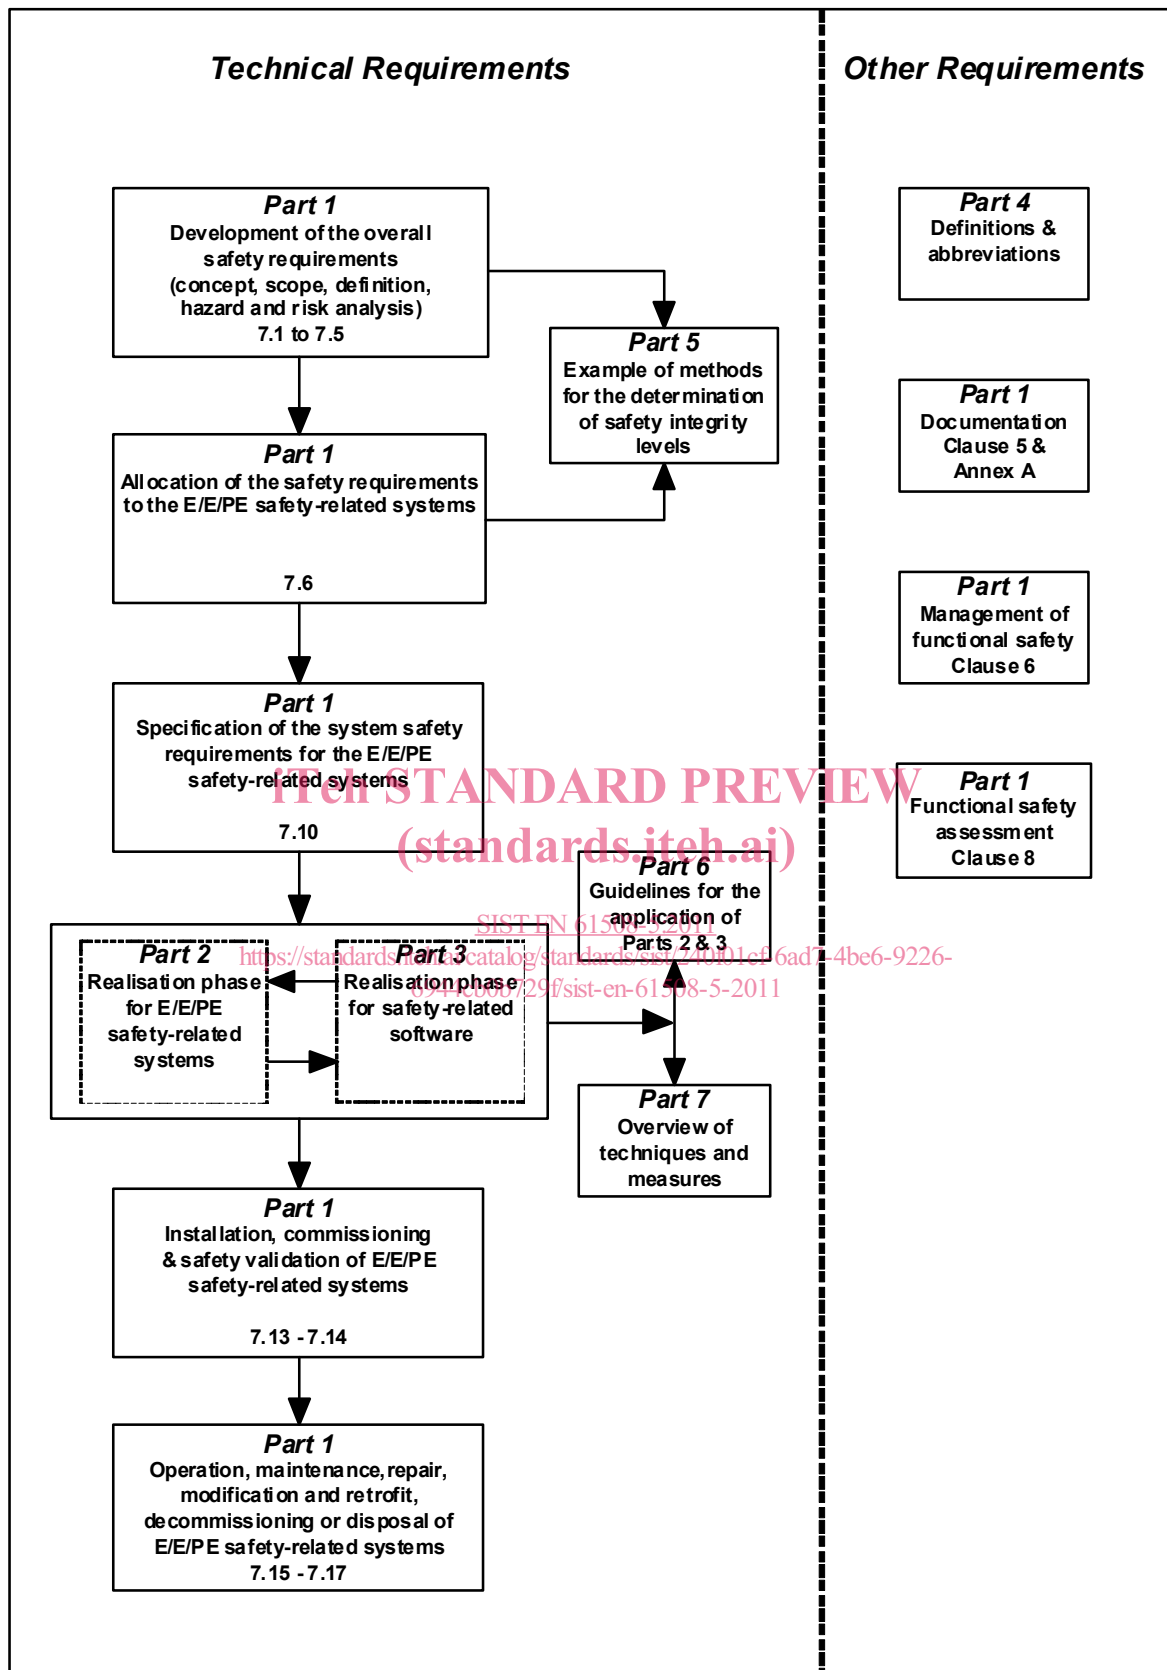 Technical Requirements
Other Requirements
Part 1
Development of the overall
safety requirements
(concept, scope, definition,
hazard and risk analysis)
7.1 to 7.5
Part 5
Example of methods
for the determination
of safety integrity
levels
Part 1
Allocation of the safety requirements
to the E/E/PE safety-related systems
7.6
Part 1
Specification of the system safety
requirements for the E/E/PE
safety-related systems
7.10
Part 6
Guidelines for the
application of
Parts 2 & 3
Part 2
Realisation phase
for E/E/PE
safety-related
systems
Part 3
Realisation phase
for safety-related
software
Part 7
Overview of
techniques and
measures
Part 1
Installation, commissioning
& safety validation of E/E/PE
safety-related systems
7.13 - 7.14
Part 1
Operation, maintenance, repair,
modification and retrofit,
decommissioning or disposal of
E/E/PE safety-related systems
7.15 - 7.17
Part 4
Definitions &
abbreviations
Part 1
Documentation
Clause 5 &
Annex A
Part 1
Management of
functional safety
Clause 6
Part 1
Functional safety
assessment
Clause 8
iTeh STANDARD PREVIEW
(standards.iteh.ai)
SIST EN 61508-5:2011
sist-en-61508-5-2011